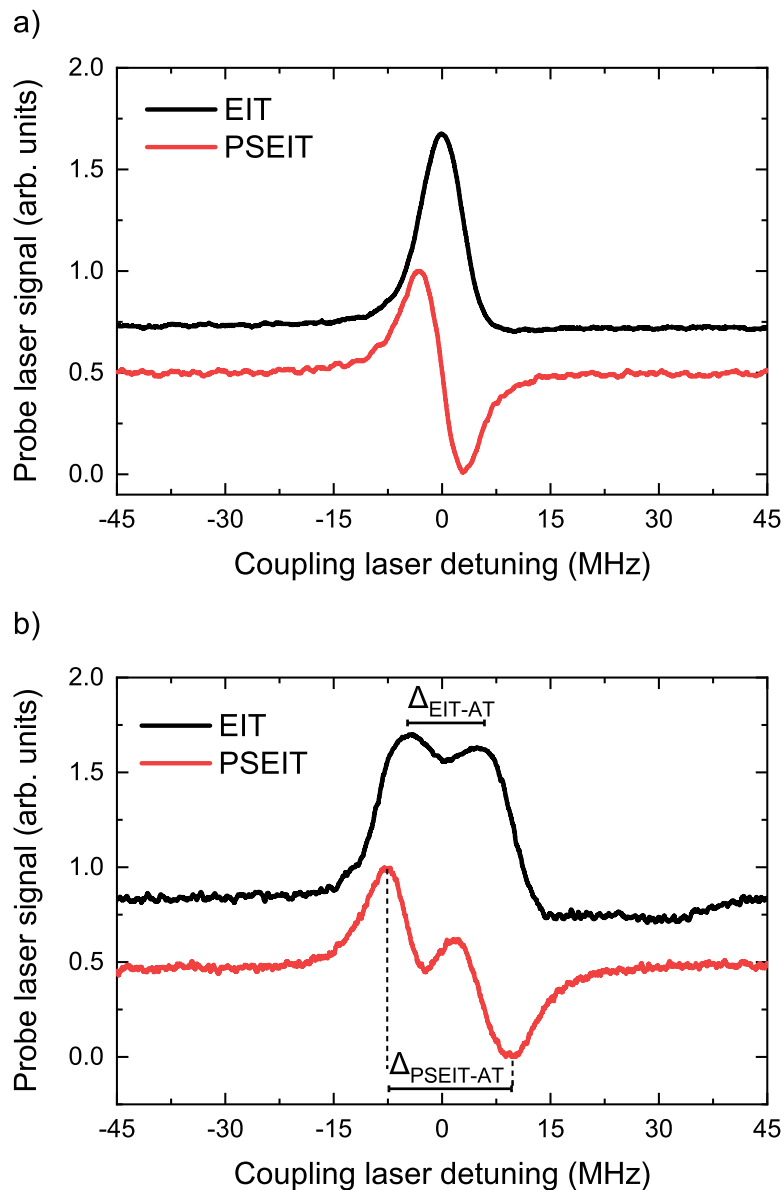 a)
2.0
EIT
PSEIT
1.5
1.0
0.5
0.0
Probe laser signal (arb. units)
-45 -30 -15 0 15 30 45
Coupling laser detuning (MHz)
b)
2.0
EIT
PSEIT
Δ_EIT-AT
1.5
1.0
0.5
0.0
Probe laser signal (arb. units)
Δ_PSEIT-AT
-45 -30 -15 0 15 30 45
Coupling laser detuning (MHz)